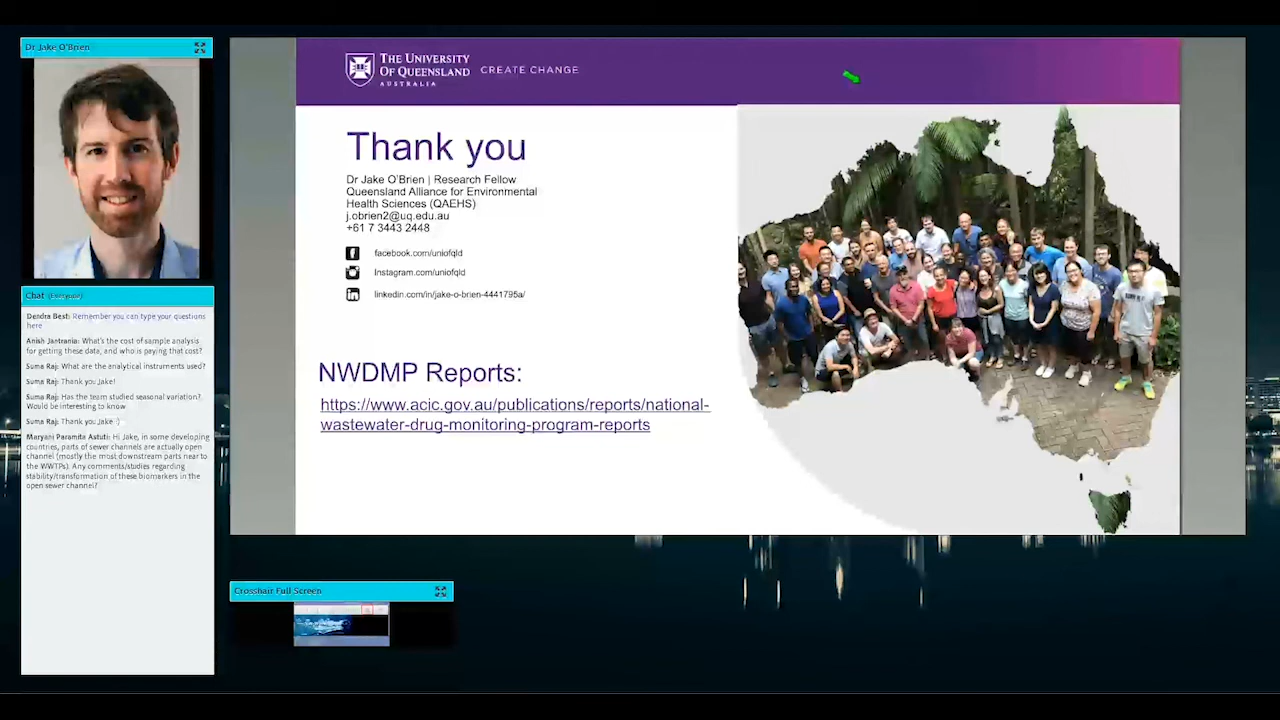 Dr Jake O'Brien
Chat (Everyone)
Dendra Best: Remember you can type your questions
here
Anish Jantrania: What's the cost of sample analysis
for getting these data, and who is paying that cost?
Suma Raj: What are the analytical instruments used?
Suma Raj: Thank you Jake!
Suma Raj: Has the team studied seasonal variation?
Would be interesting to know
Suma Raj: Thank you Jake :)
Maryani Paramita Astuti: Hi Jake, in some developing
countries, parts of sewer channels are actually open
channel (mostly the most downstream parts near to
the WWTPs). Any comments/studies regarding
stability/transformation of these biomarkers in the
open sewer channel?
THE UNIVERSITY
OF QUEENSLAND
AUSTRALIA
CREATE CHANGE
Thank you
Dr Jake O'Brien | Research Fellow
Queensland Alliance for Environmental
Health Sciences (QAEHS)
j.obrien2@uq.edu.au
+61 7 3443 2448
facebook.com/uniofqld
Instagram.com/uniofqld
linkedin.com/in/jake-o-brien-4441795a/
NWDMP Reports:
https://www.acic.gov.au/publications/reports/national-
wastewater-drug-monitoring-program-reports
Crosshair Full Screen